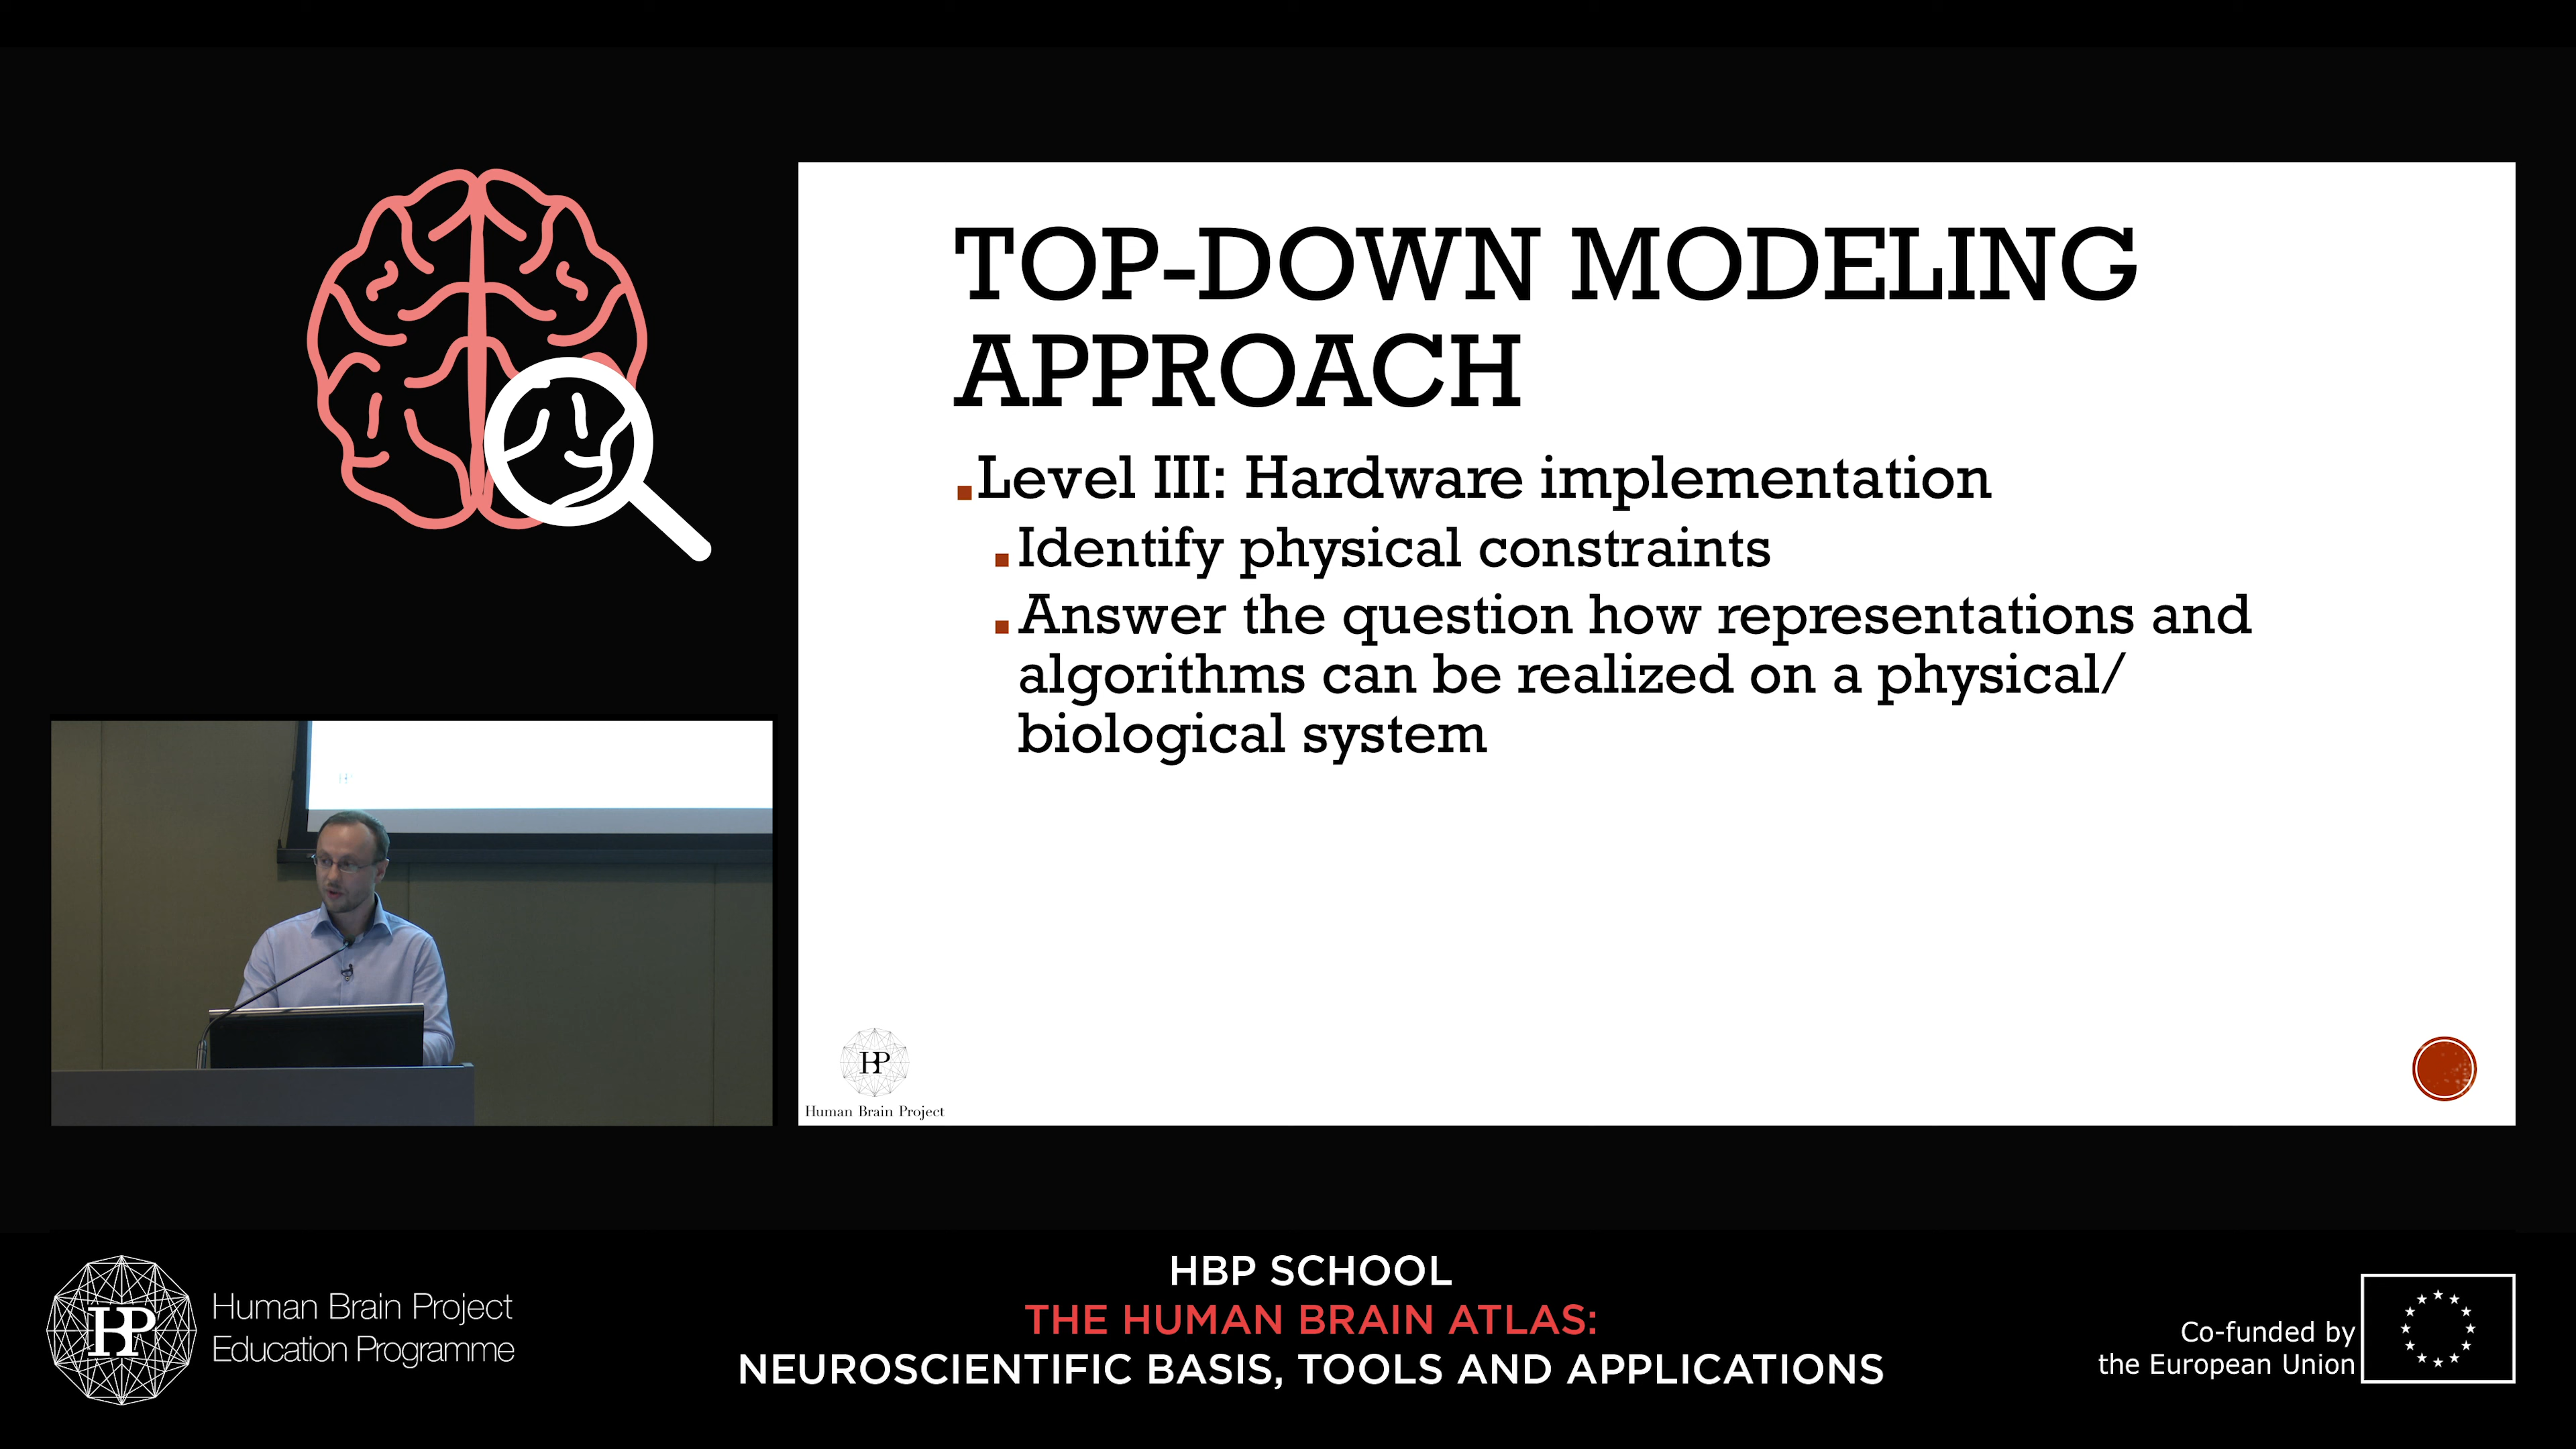 TOP-DOWN MODELING
APPROACH
Level III: Hardware implementation
Identify physical constraints
Answer the question how representations and
algorithms can be realized on a physical/
biological system
HBP
Human Brain Project
HBP
Human Brain Project
Education Programme
HBP SCHOOL
THE HUMAN BRAIN ATLAS:
NEUROSCIENTIFIC BASIS, TOOLS AND APPLICATIONS
Co-funded by
the European Union